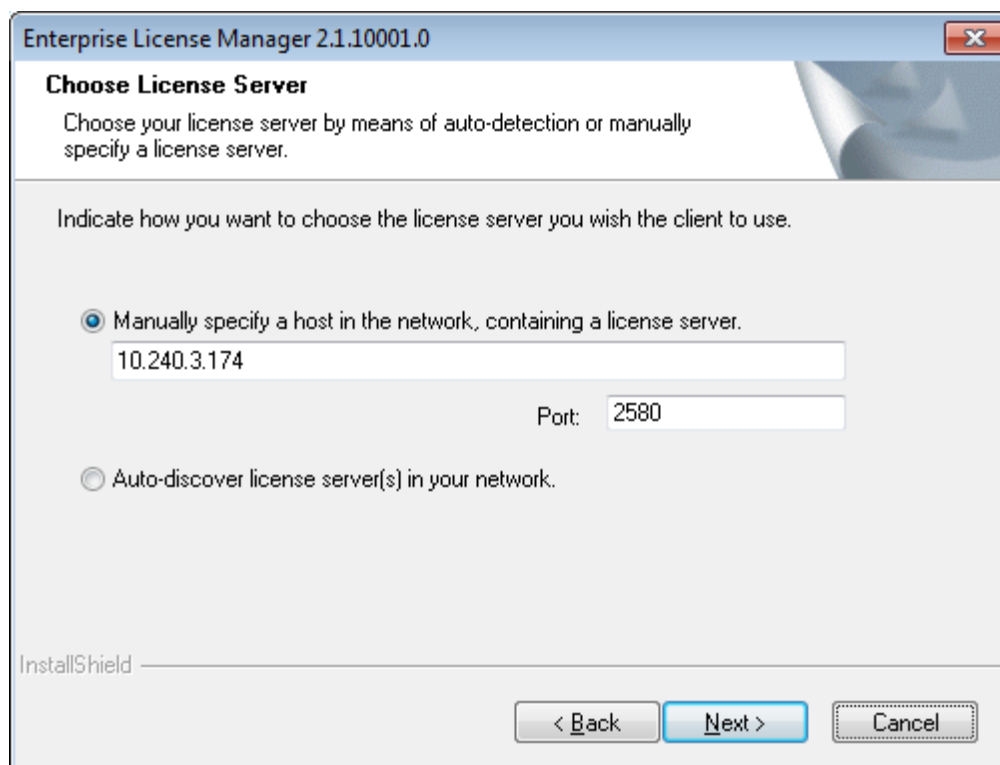 Enterprise License Manager 2.1.10001.0
Choose License Server
Choose your license server by means of auto-detection or manually
specify a license server.
Indicate how you want to choose the license server you wish the client to use.
Manually specify a host in the network, containing a license server.
10.240.3.174
Port: 2580
Auto-discover license server(s) in your network.
InstallShield
< Back Next > Cancel